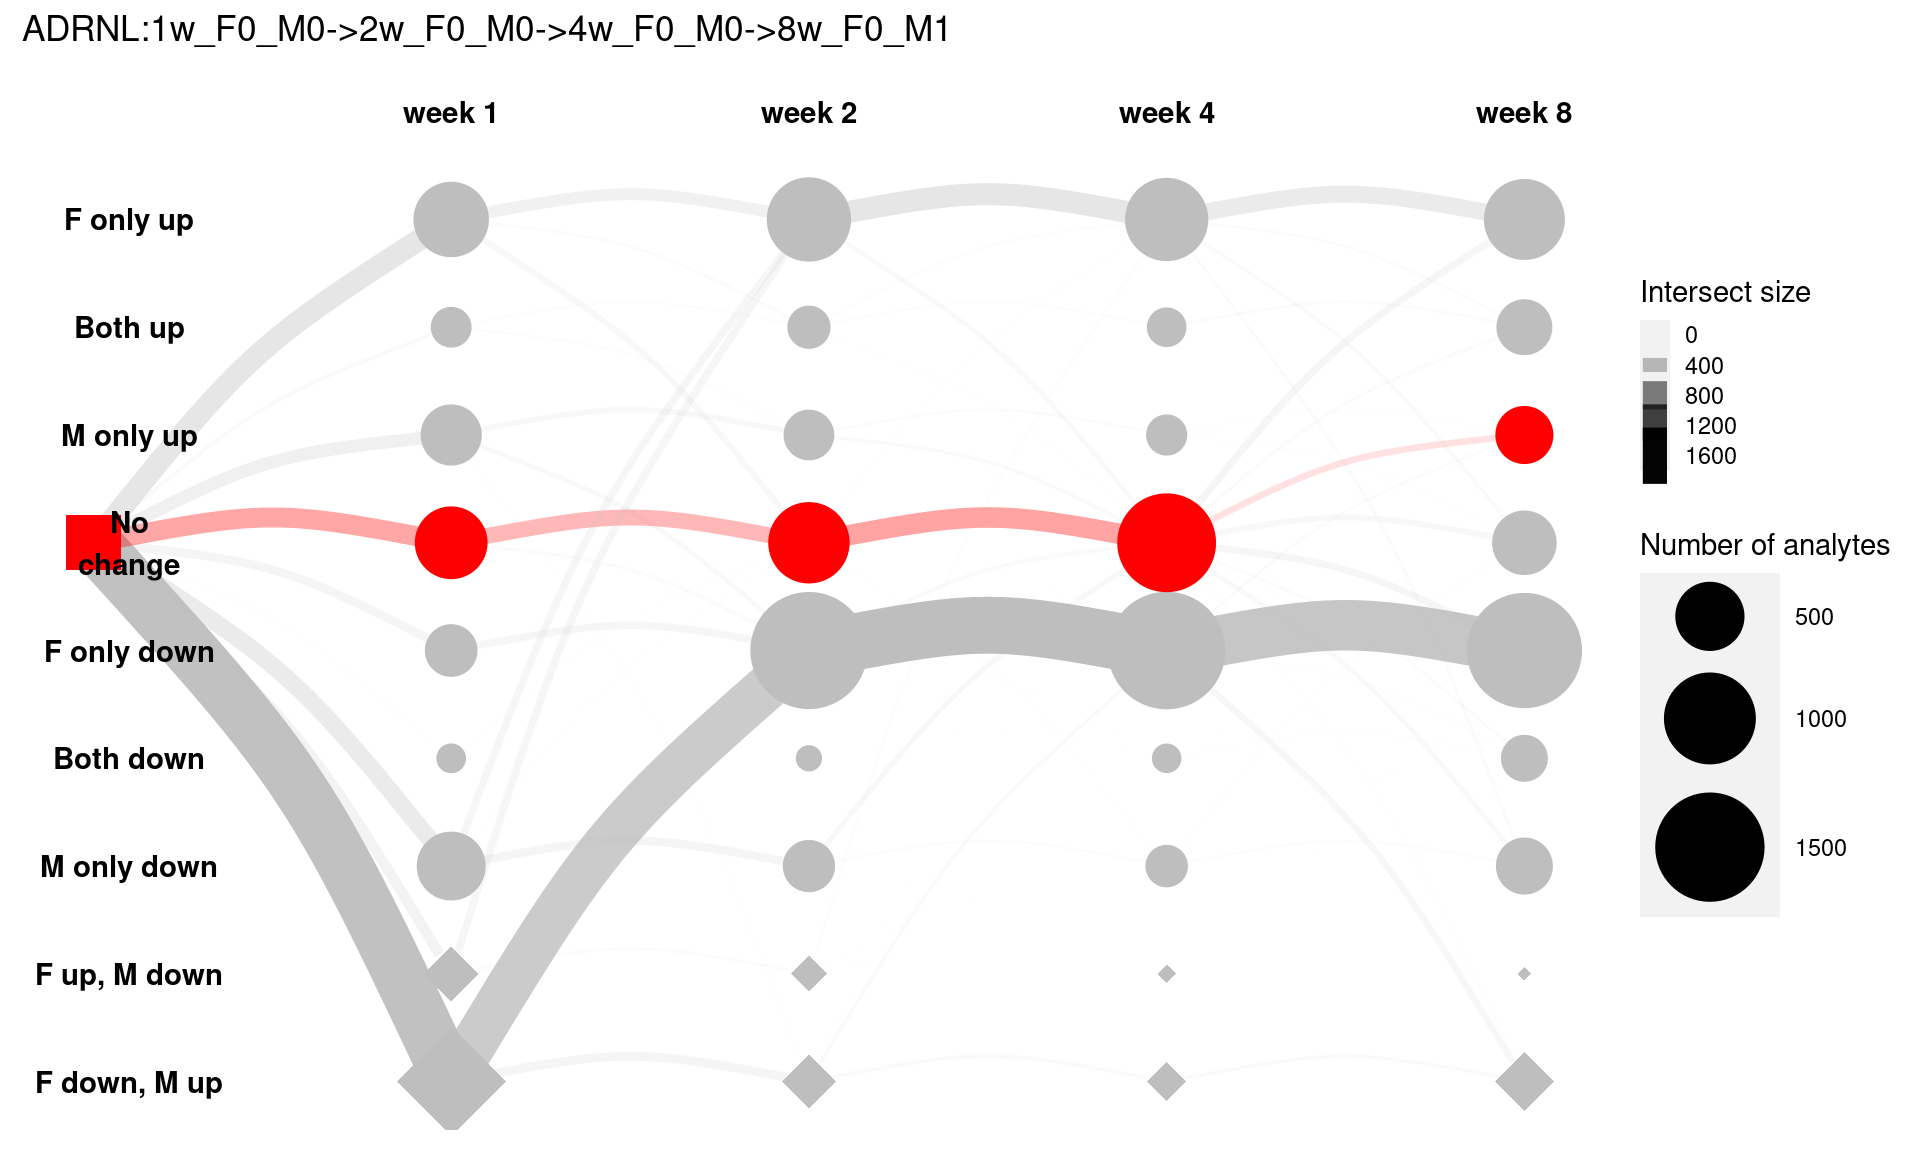 ADRNL:1w_F0_M0->2w_F0_M0->4w_F0_M0->8w_F0_M1
week 1
week 2
week 4
week 8
F only up
Both up
M only up
No
change
F only down
Both down
M only down
F up, M down
F down, M up
Intersect size
0
400
800
1200
1600
Number of analytes
500
1000
1500